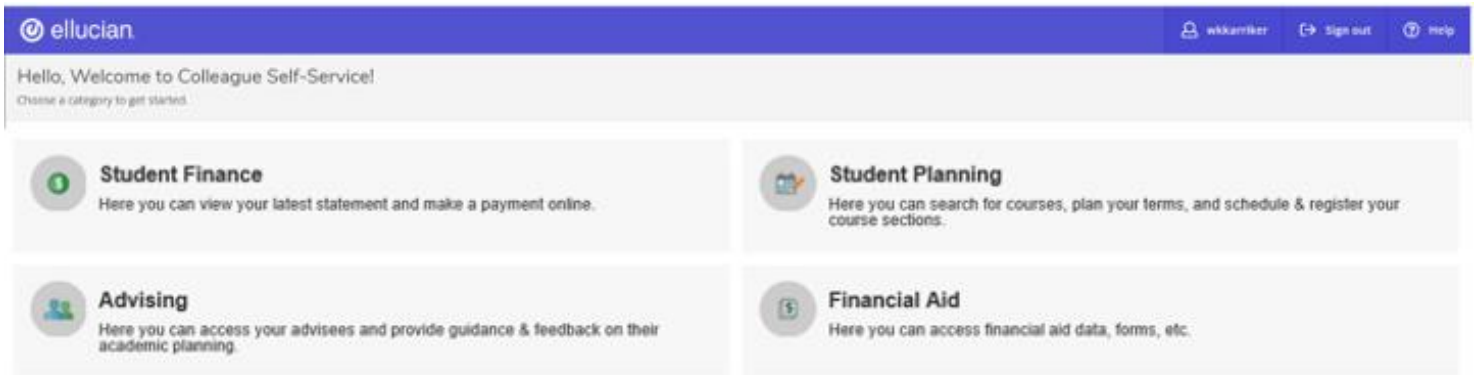 ellucian
wkkarriker
Sign out
Help
Hello, Welcome to Colleague Self-Service!
Choose a category to get started.
Student Finance
Here you can view your latest statement and make a payment online.
Student Planning
Here you can search for courses, plan your terms, and schedule & register your
course sections.
Advising
Here you can access your advisees and provide guidance & feedback on their
academic planning.
Financial Aid
Here you can access financial aid data, forms, etc.